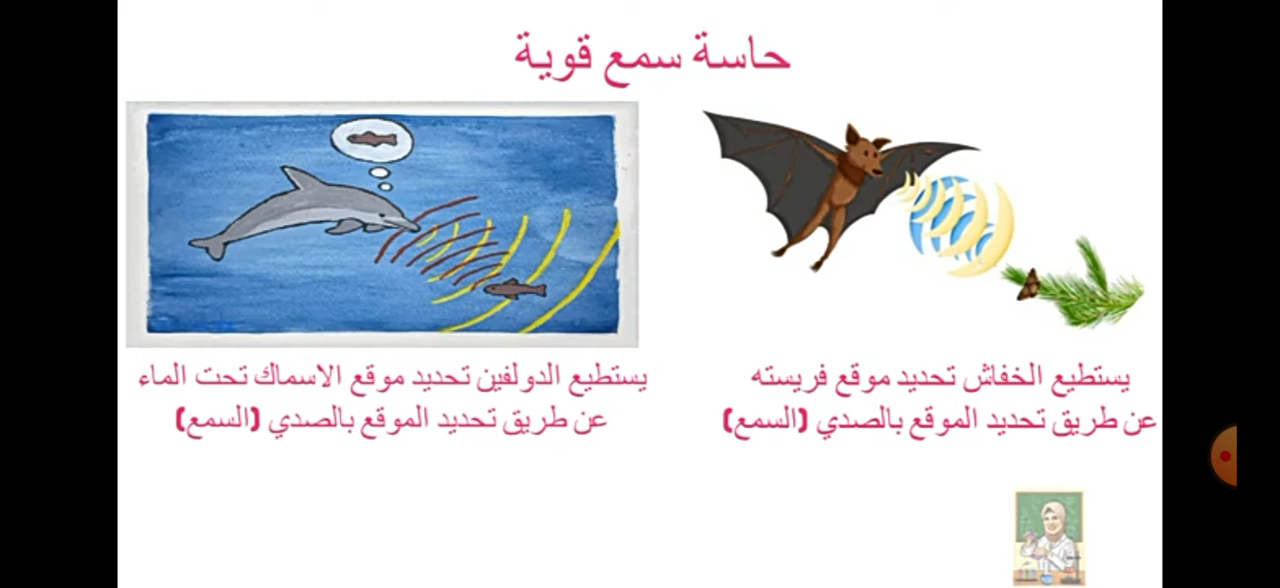 حاسة سمع قوية
يستطيع الخفاش تحديد موقع فريسته
عن طريق تحديد الموقع بالصدي (السمع)
يستطيع الدولفين تحديد موقع الاسماك تحت الماء
عن طريق تحديد الموقع بالصدي (السمع)